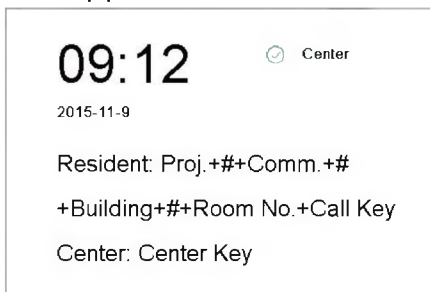 09:12
Center
2015-11-9
Resident: Proj.+#+Comm.+#
+Building+#+Room No.+Call Key
Center: Center Key